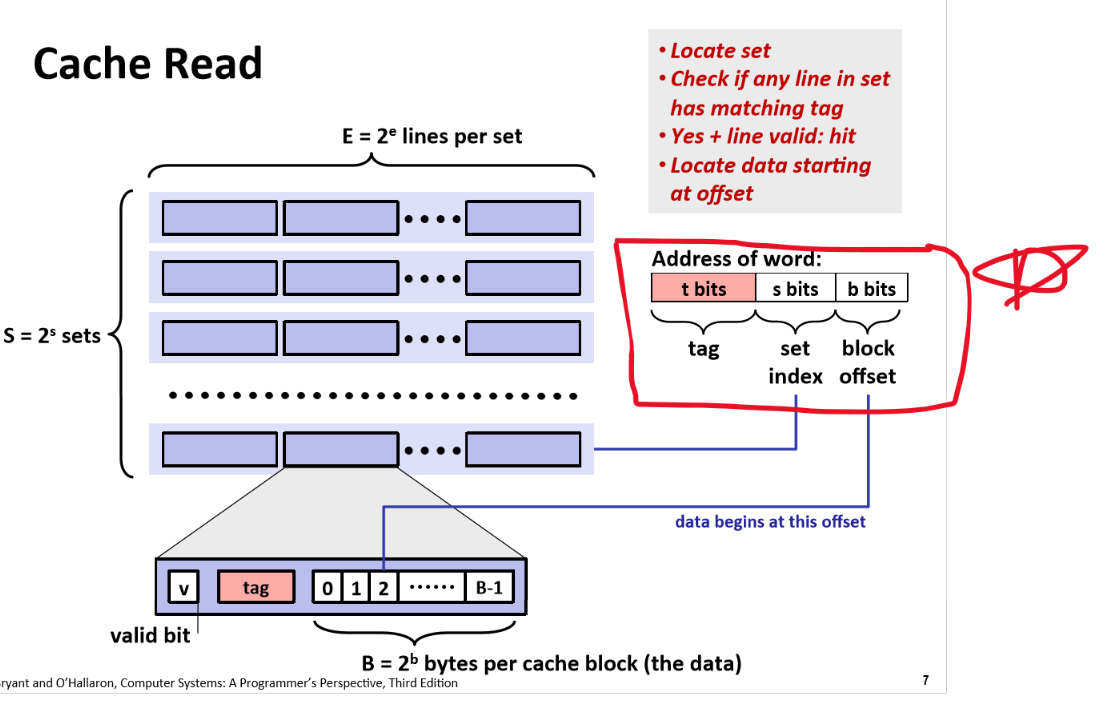 Cache Read
• Locate set
• Check if any line in set
has matching tag
• Yes + line valid: hit
• Locate data starting
at offset
E = 2ᵉ lines per set
S = 2ˢ sets
Address of word:
t bits s bits b bits
tag set block
index offset
data begins at this offset
v tag 0 1 2 ······ B-1
valid bit
B = 2ᵇ bytes per cache block (the data)
ryant and O'Hallaron, Computer Systems: A Programmer's Perspective, Third Edition
7